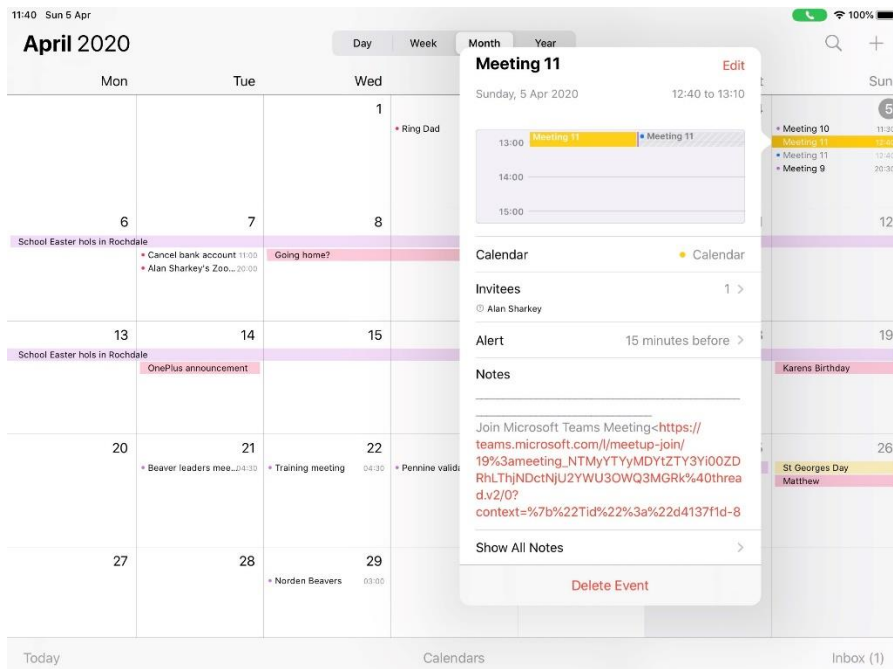 11:40 Sun 5 Apr
100%
April 2020
Day Week Month Year
Mon Tue Wed
Sun
1
Ring Dad
5
Meeting 10 11:30
Meeting 11 12:40
Meeting 11 12:40
Meeting 9 20:30
6 7 8 12
School Easter hols in Rochdale
Cancel bank account 11:00 Going home?
Alan Sharkey's Zoo... 20:00
13 14 15 19
School Easter hols in Rochdale
OnePlus announcement Karens Birthday
20 21 22 26
Beaver leaders mee...04:30 Training meeting 04:30 Pennine valid
St Georges Day
Matthew
27 28 29
Norden Beavers 03:00
Today Calendars Inbox (1)
Meeting 11 Edit
Sunday, 5 Apr 2020 12:40 to 13:10
13:00 Meeting 11 Meeting 11
14:00
15:00
Calendar Calendar
Invitees 1
Alan Sharkey
Alert 15 minutes before
Notes
Join Microsoft Teams Meeting<https://
teams.microsoft.com/l/meetup-join/
19%3ameeting_NTMyYTYyMDYtZTY3Yi00ZD
RhLThjNDctNjU2YWU3OWQ3MGRk%40threa
d.v2/0?
context=%7b%22Tid%22%3a%22d4137f1d-8
Show All Notes
Delete Event